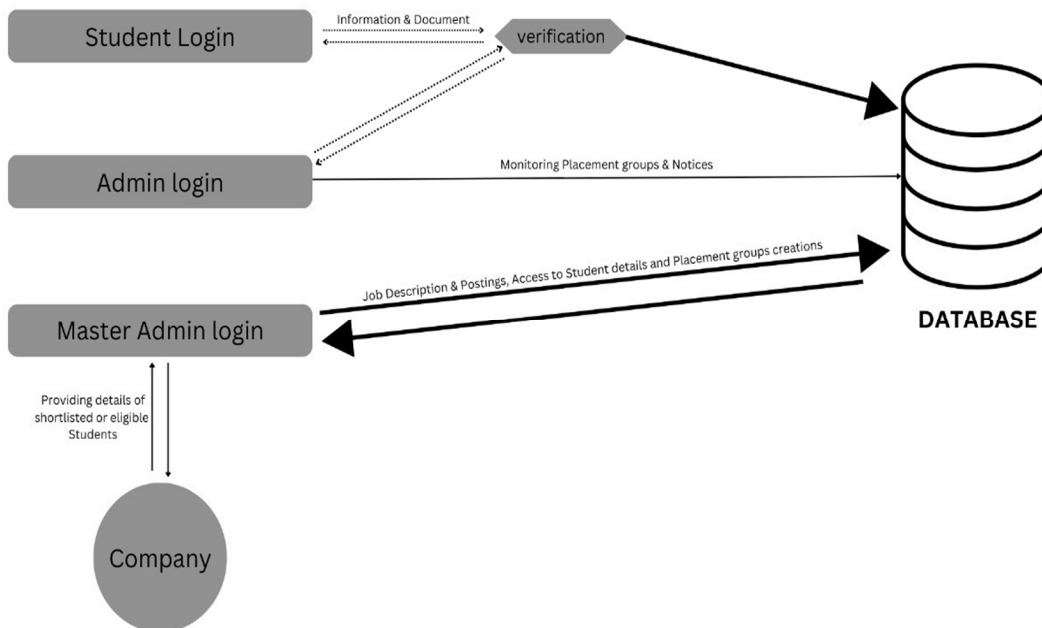 Information & Document
Student Login
verification
Admin login
Monitoring Placement groups & Notices
Job Description & Postings, Access to Student details and Placement groups creations
DATABASE
Master Admin login
Providing details of
shortlisted or eligible
Students
Company